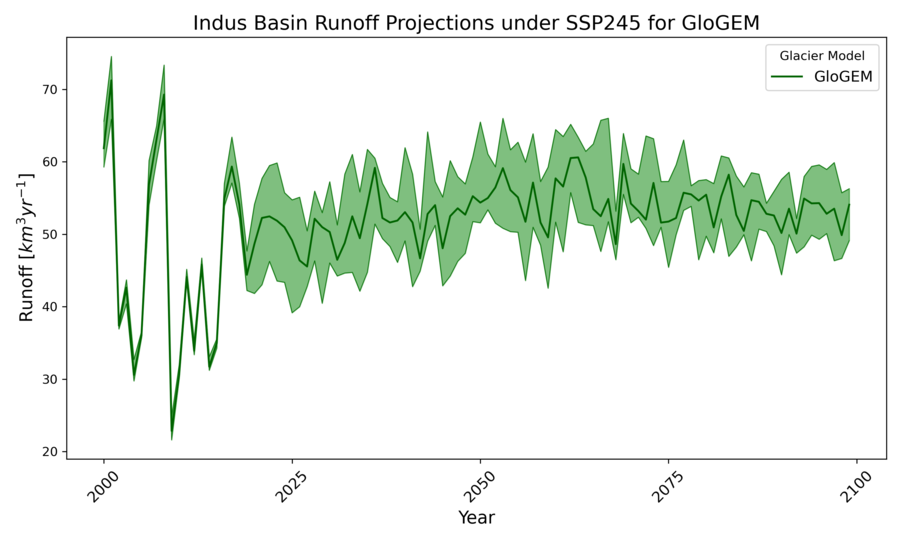 Indus Basin Runoff Projections under SSP245 for GloGEM
Glacier Model
GloGEM
Runoff [km³yr⁻¹]
70
60
50
40
30
20
2000
2025
2050
2075
2100
Year